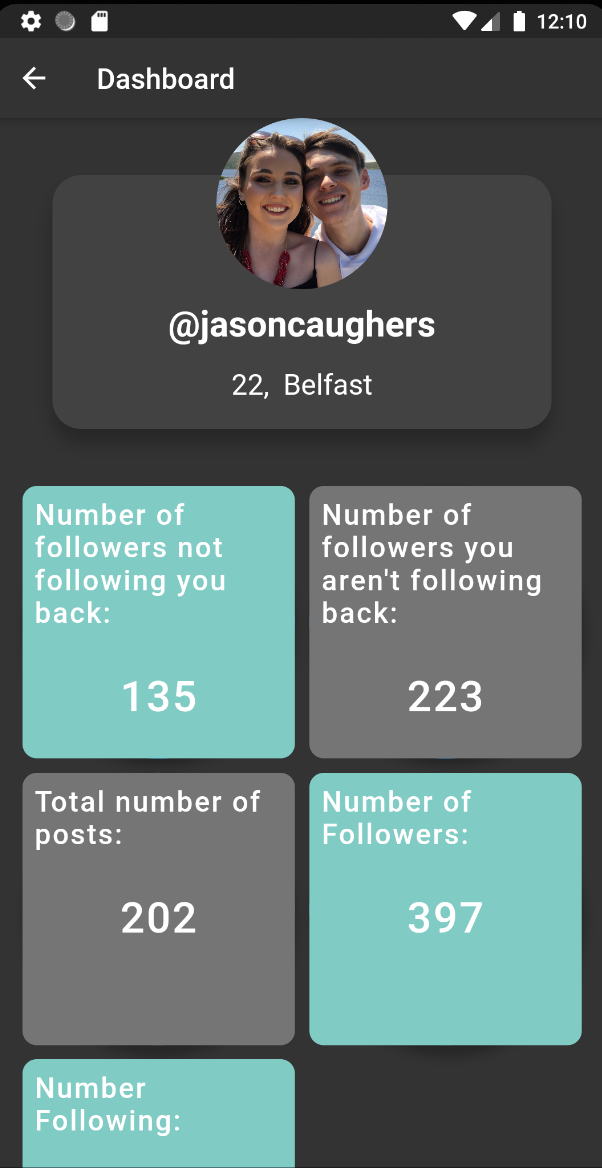 12:10
Dashboard
@jasoncaughers
22, Belfast
Number of
followers not
following you
back:
135
Number of
followers you
aren't following
back:
223
Total number of
posts:
202
Number of
Followers:
397
Number
Following: